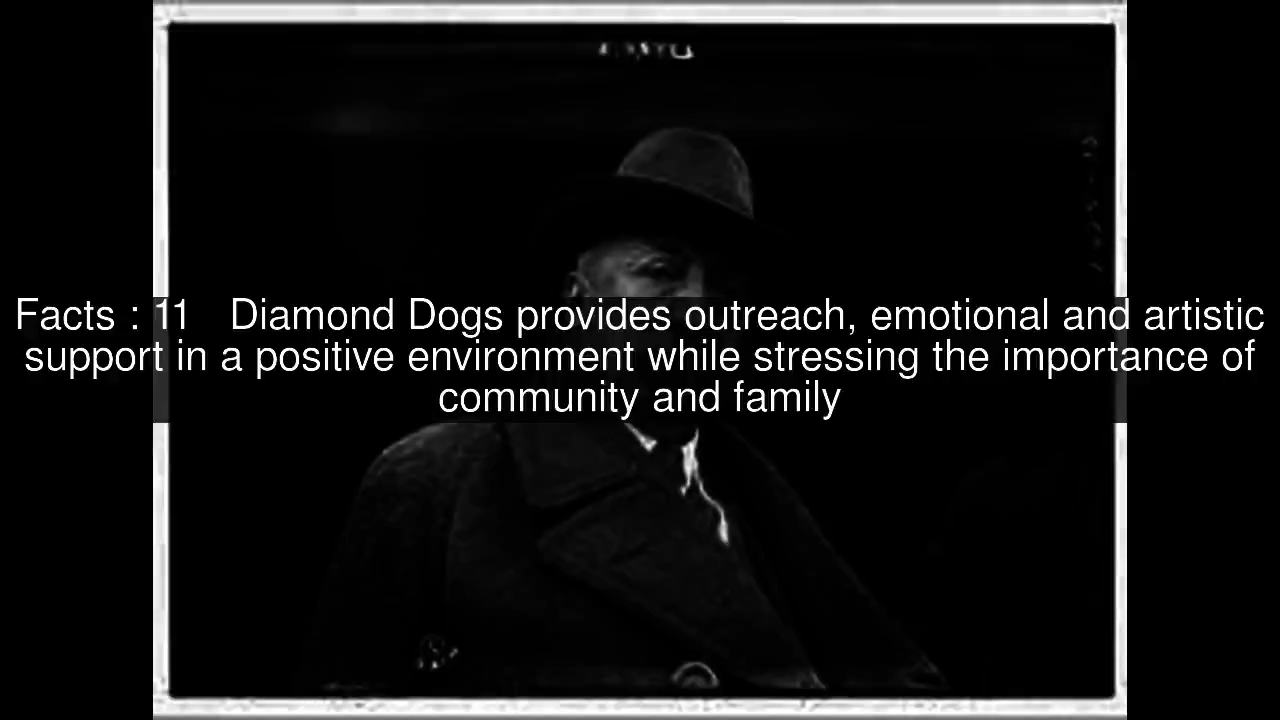 Facts : 11 Diamond Dogs provides outreach, emotional and artistic
support in a positive environment while stressing the importance of
community and family